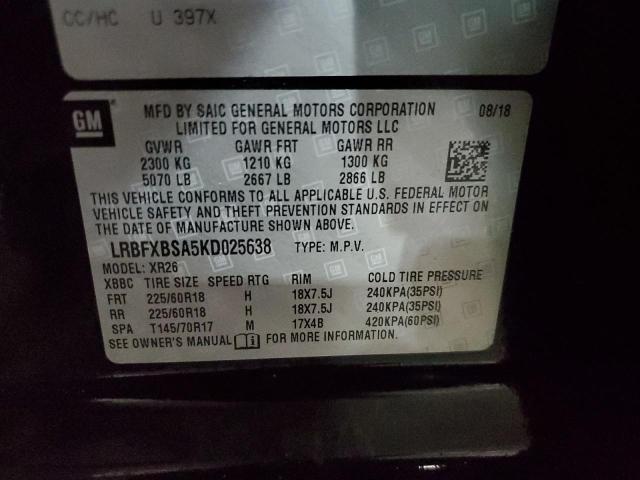 CC/HC U 397X
GM
MFD BY SAIC GENERAL MOTORS CORPORATION 08/18
LIMITED FOR GENERAL MOTORS LLC
GVWR GAWR FRT GAWR RR
2300 KG 1210 KG 1300 KG
5070 LB 2667 LB 2866 LB
THIS VEHICLE CONFORMS TO ALL APPLICABLE U.S. FEDERAL MOTOR
VEHICLE SAFETY AND THEFT PREVENTION STANDARDS IN EFFECT ON
THE DATE OF MANUFACTURE SHOWN ABOVE.
LRBFXBSA5KD025638 TYPE: M.P.V.
MODEL: XR26
XBBC TIRE SIZE SPEED RTG RIM COLD TIRE PRESSURE
FRT 225/60R18 H 18X7.5J 240KPA(35PSI)
RR 225/60R18 H 18X7.5J 240KPA(35PSI)
SPA T145/70R17 M 17X4B 420KPA(60PSI)
SEE OWNER'S MANUAL FOR MORE INFORMATION.